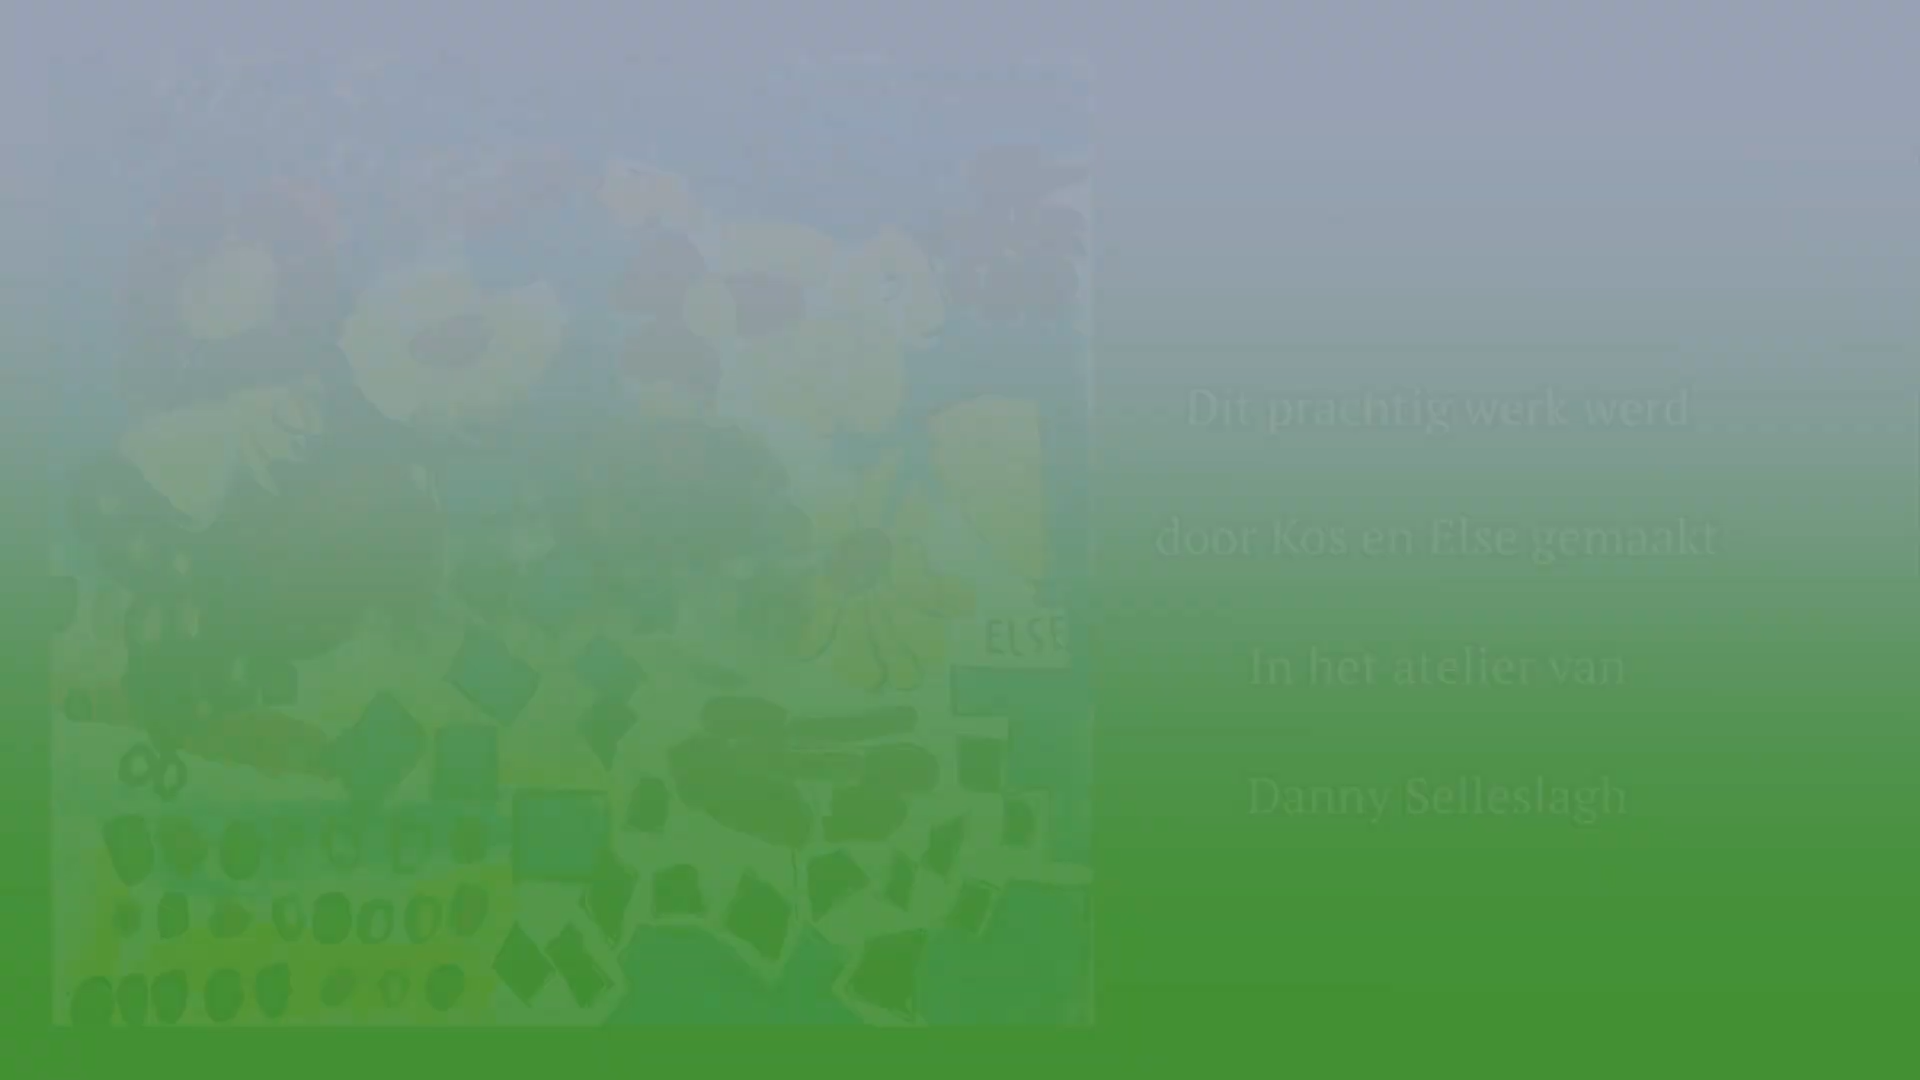 Dit prachtig werk werd
door Kos en Else gemaakt
ELSE
In het atelier van
Danny Selleslagh